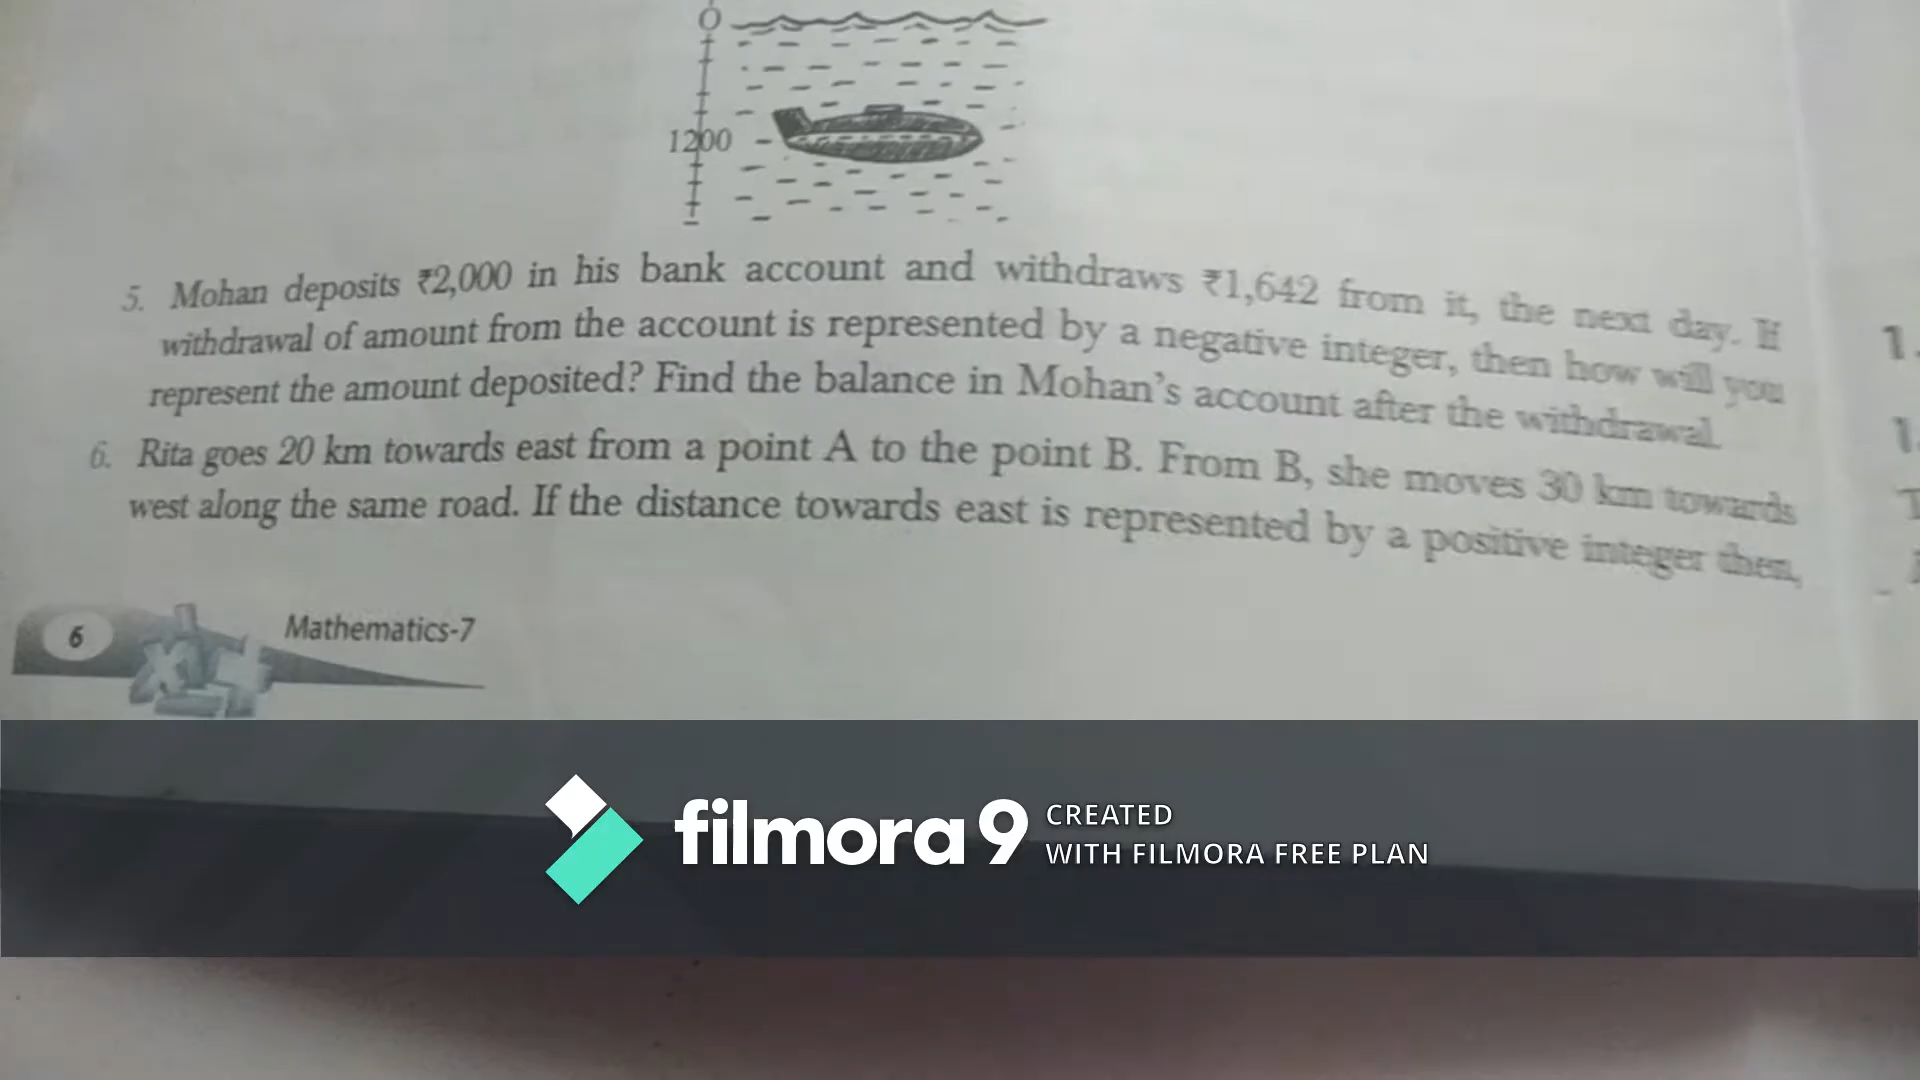 O
1200
5. Mohan deposits ₹2,000 in his bank account and withdraws ₹1,642 from it, the next day. If
withdrawal of amount from the account is represented by a negative integer, then how will you
represent the amount deposited? Find the balance in Mohan's account after the withdrawal.
6. Rita goes 20 km towards east from a point A to the point B. From B, she moves 30 km towards
west along the same road. If the distance towards east is represented by a positive integer then,
6
Mathematics-7
1.
filmora9 CREATED
WITH FILMORA FREE PLAN